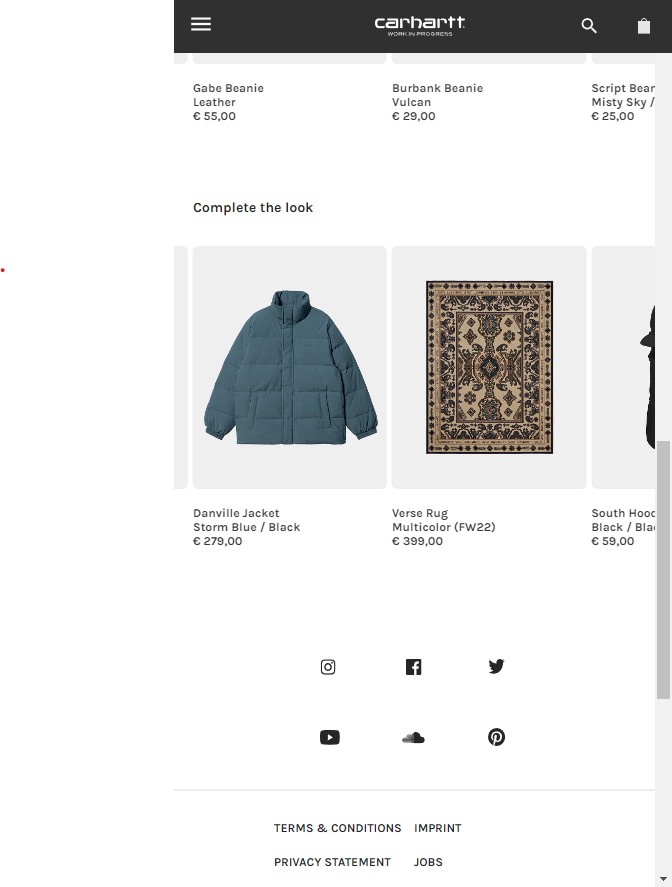 carhartt
WORK IN PROGRESS
Gabe Beanie
Leather
€ 55,00
Burbank Beanie
Vulcan
€ 29,00
Script Bean
Misty Sky /
€ 25,00
Complete the look
Danville Jacket
Storm Blue / Black
€ 279,00
Verse Rug
Multicolor (FW22)
€ 399,00
South Hood
Black / Bla
€ 59,00
TERMS & CONDITIONS IMPRINT
PRIVACY STATEMENT JOBS